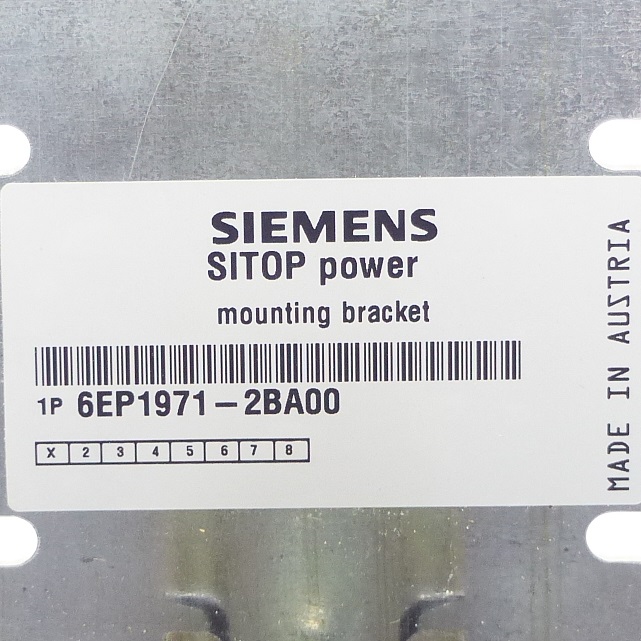 SIEMENS
SITOP power
mounting bracket
1P 6EP1971-2BA00
X 2 3 4 5 6 7 8
MADE IN AUSTRIA